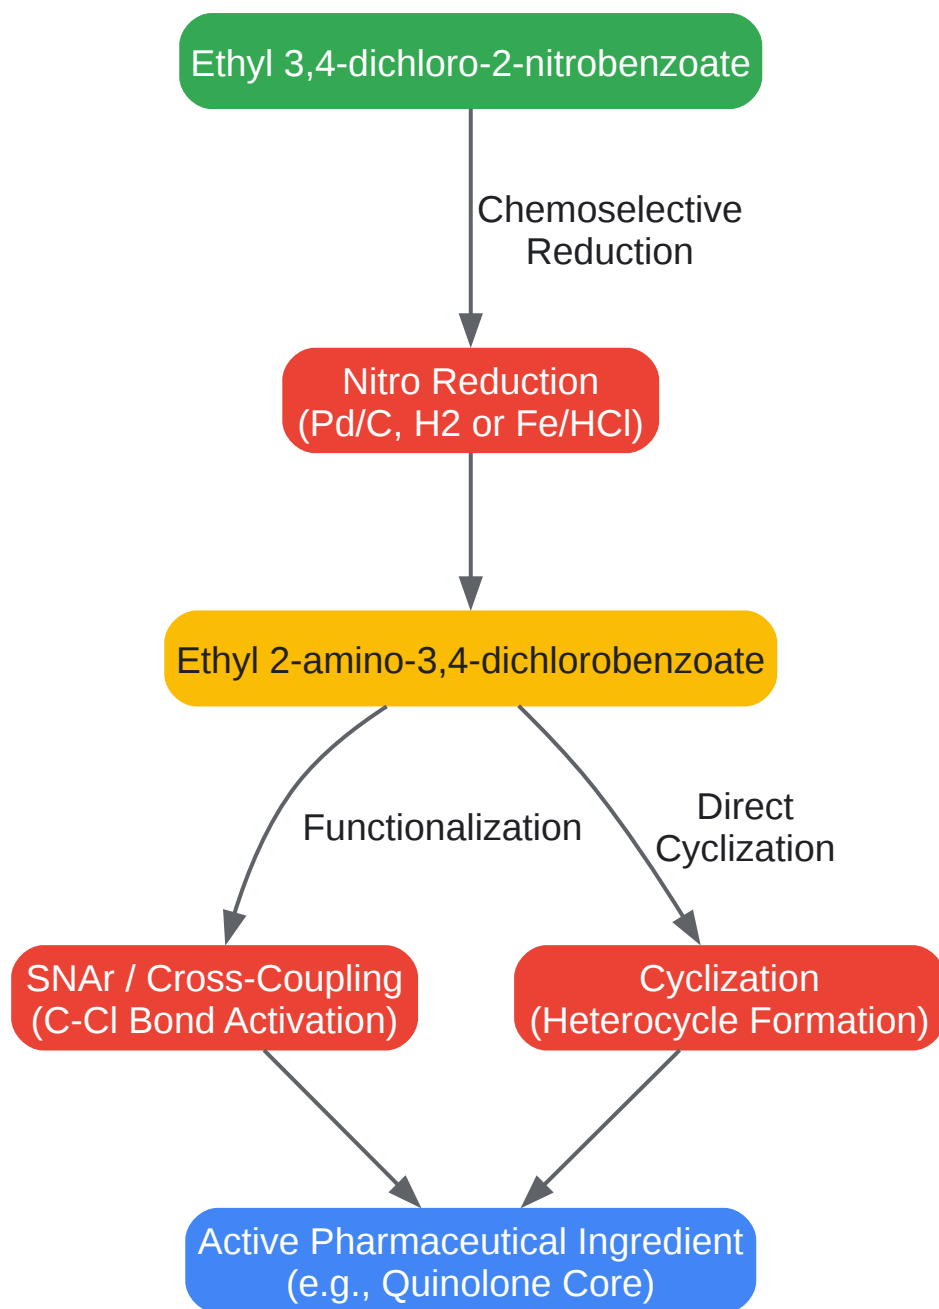 Ethyl 3,4-dichloro-2-nitrobenzoate
Chemoselective
Reduction
Nitro Reduction
(Pd/C, H2 or Fe/HCl)
Ethyl 2-amino-3,4-dichlorobenzoate
Functionalization
Direct
Cyclization
SNAr / Cross-Coupling
(C-Cl Bond Activation)
Cyclization
(Heterocycle Formation)
Active Pharmaceutical Ingredient
(e.g., Quinolone Core)